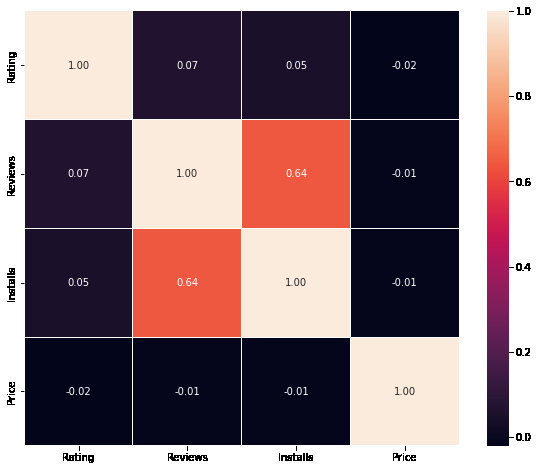 Rating 1.00 0.07 0.05 -0.02
Reviews 0.07 1.00 0.64 -0.01
Installs 0.05 0.64 1.00 -0.01
Price -0.02 -0.01 -0.01 1.00
Rating Reviews Installs Price
1.0
0.8
0.6
0.4
0.2
0.0